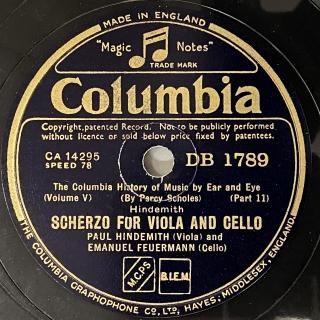 MADE IN ENGLAND
"Magic Notes"
TRADE MARK
Columbia
Copyright, patented Record. Not to be publicly performed
without licence or sold below price fixed by patentees.
CA 14295
SPEED 78
DB 1789
The Columbia History of Music by Ear and Eye
(Volume V) (By Parcy Scholes) (Part 11)
Hindemith
SCHERZO FOR VIOLA AND CELLO
PAUL HINDEMITH (Viola) and
EMANUEL FEUERMANN (Cello)
M.C.P.S
B.I.E.M.
THE COLUMBIA GRAPHOPHONE CO, LTD, HAYES, MIDDLESEX, ENGLAND.